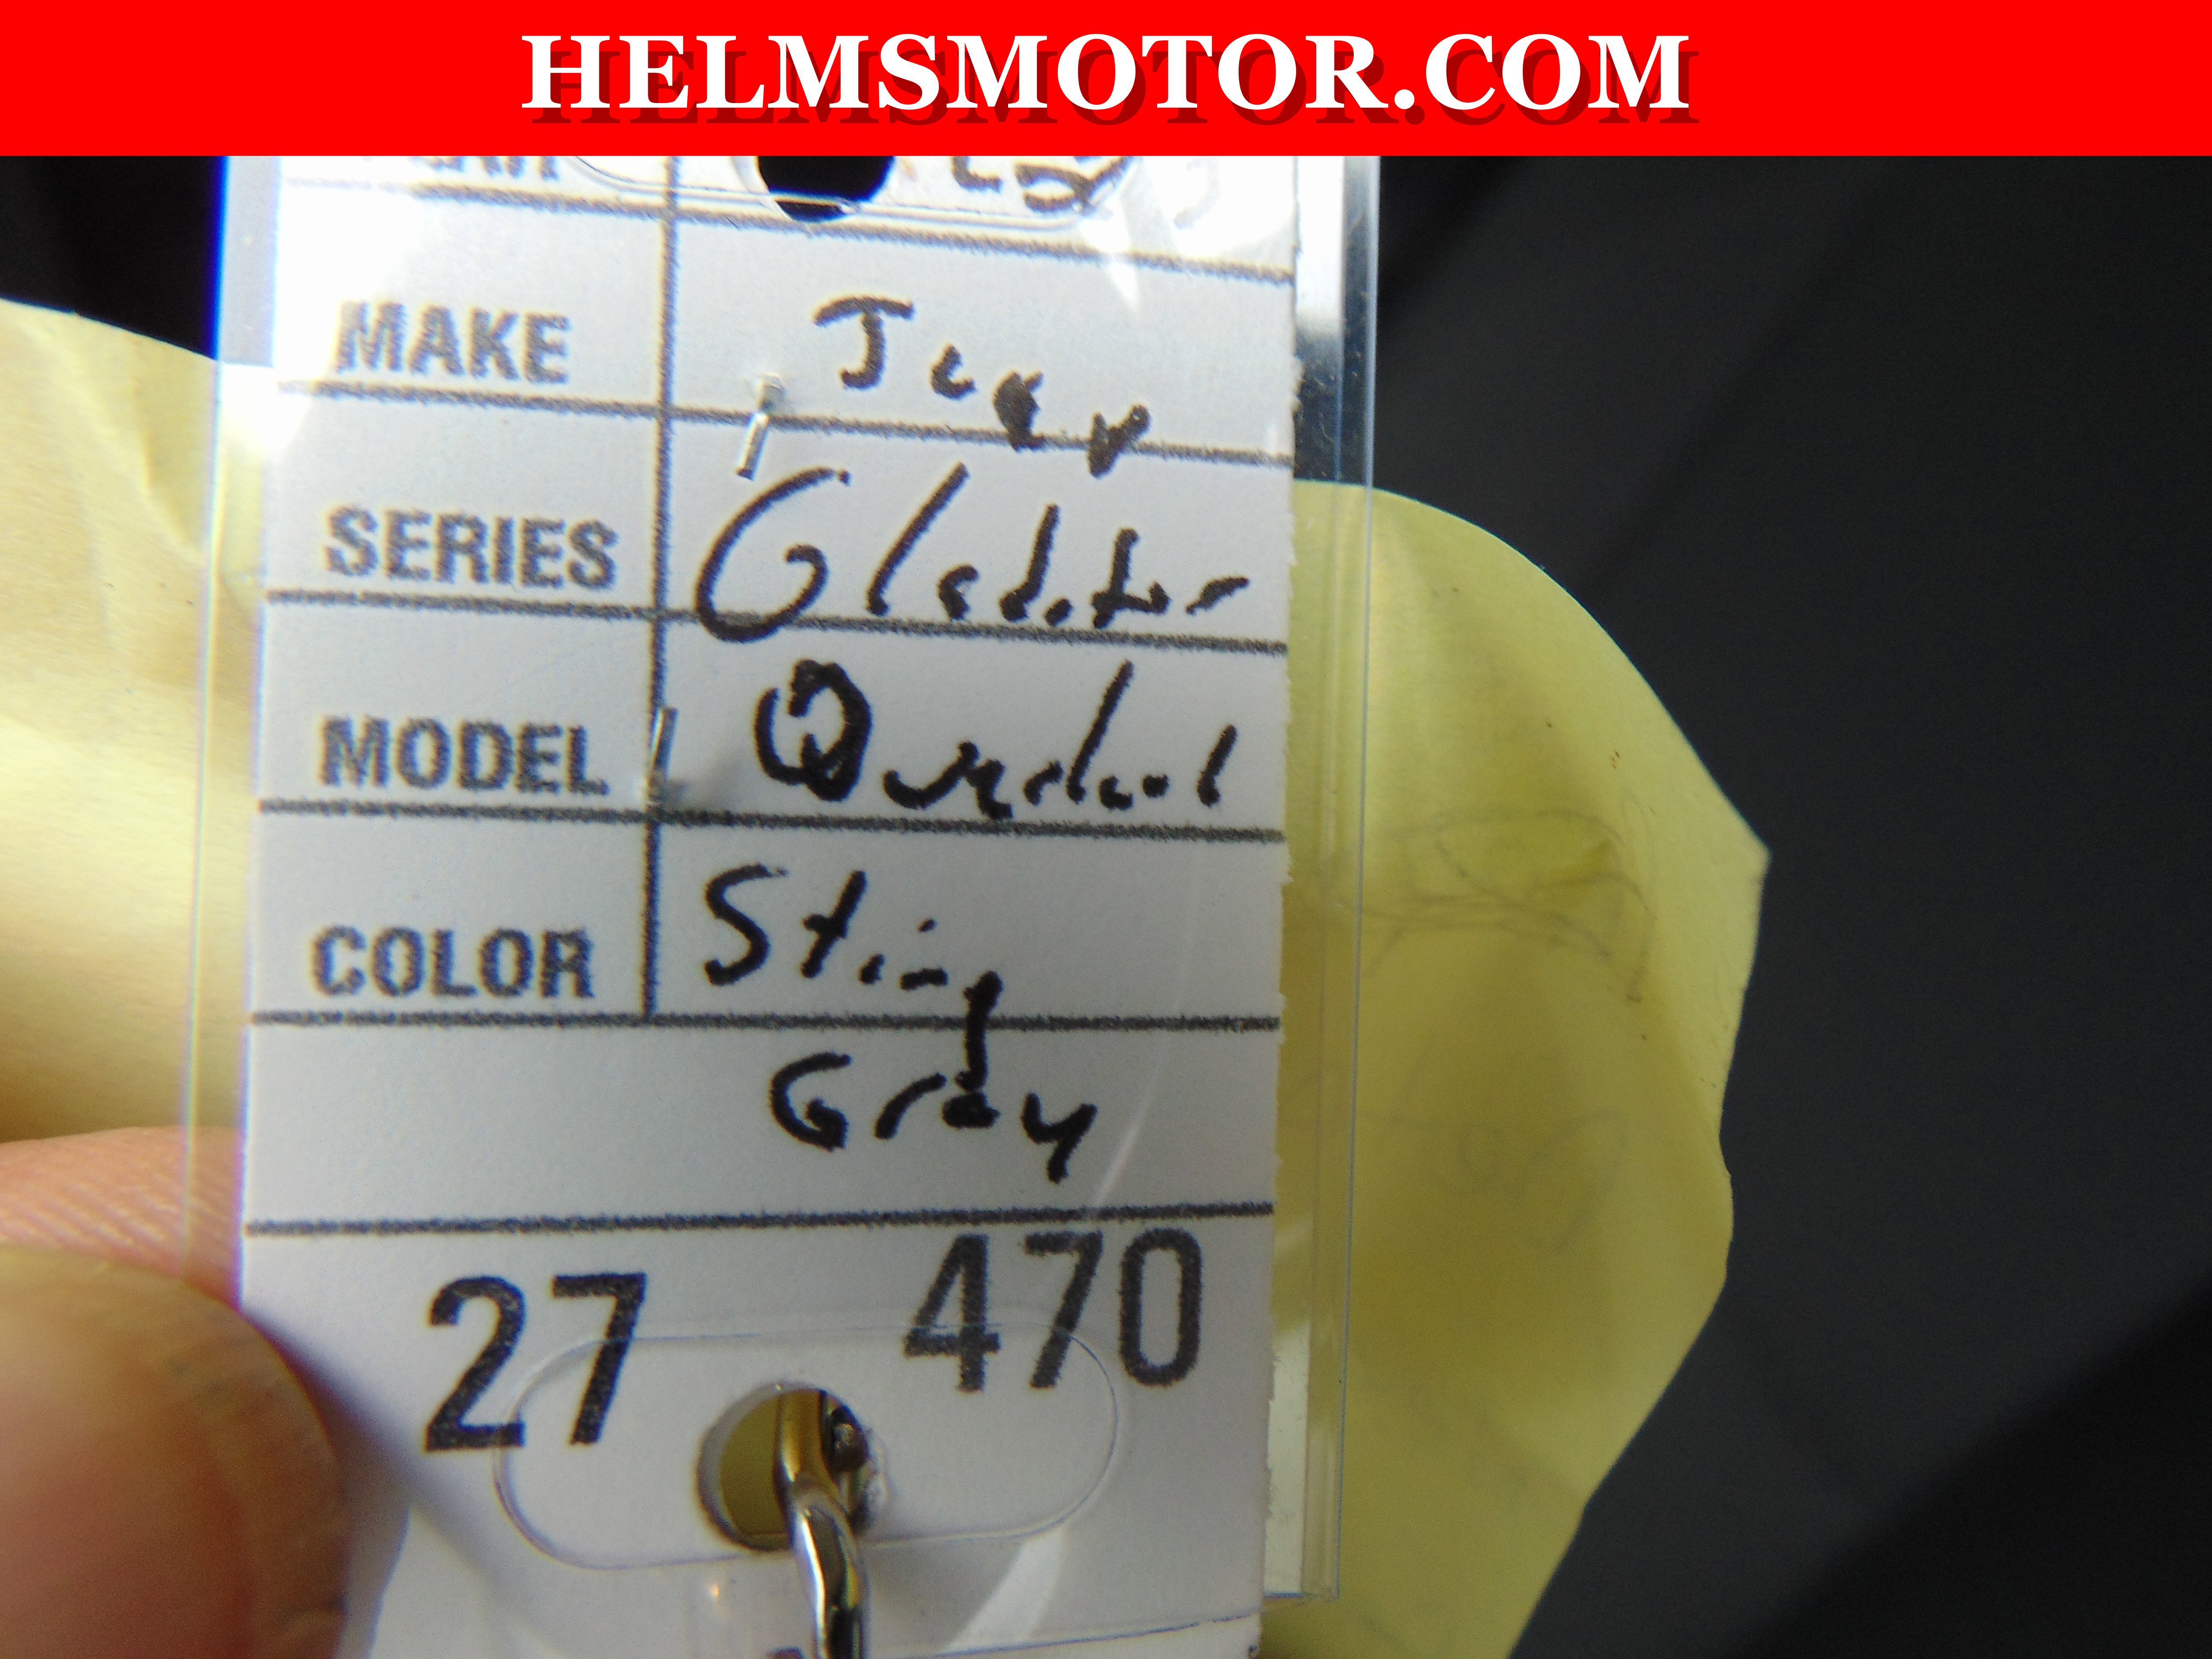 HELMSMOTOR.COM
MAKE Jeep
SERIES Gladiator
MODEL Overland
COLOR Sting
Gray
27 470